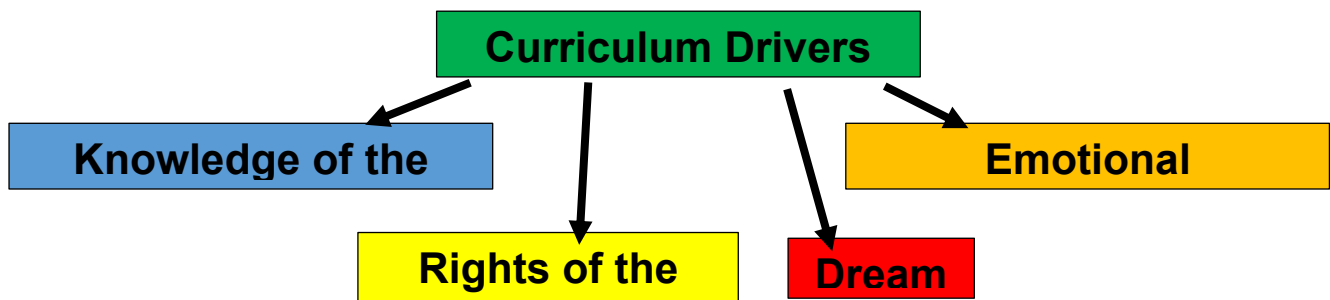 Curriculum Drivers
Knowledge of the
Emotional
Rights of the
Dream